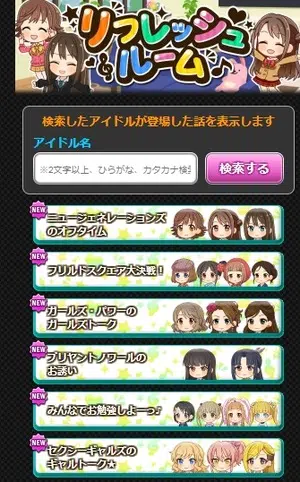 リフレッシュ
ルーム
検索したアイドルが登場した話を表示します
アイドル名
※2文字以上、ひらがな、カタカナ検
検索する
NEW
ニュージェネレーションズ
のオフタイム
NEW
フリルドスクエア大決戦！
NEW
ガールズ・パワーの
ガールズトーク
NEW
ブリヤントノワールの
お誘い
NEW
みんなでお勉強しよーっ♪
NEW
セクシーギャルズの
ギャルトーク★